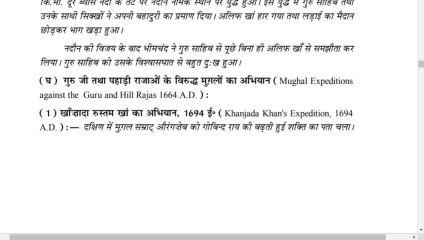 कि.मी. दूर ब्यास नदी के तट पर नदौन नामक स्थान पर युद्ध हुआ। इस युद्ध में गुरु साहिब तथा
उनके साथी सिक्खों ने अपनी बहादुरी का प्रमाण दिया। अलिफ खां हार गया तथा लड़ाई का मैदान
छोड़कर भाग खड़ा हुआ।
नदौन की विजय के बाद भीमचंद ने गुरु साहिब से पूछे बिना ही अलिफ खाँ से समझौता कर
लिया। गुरु साहिब को उसके विश्वासघात से बहुत दुःख हुआ।
( घ ) गुरु जी तथा पहाड़ी राजाओं के विरुद्ध मुग़लों का अभियान ( Mughal Expeditions
against the Guru and Hill Rajas 1664.A.D. ) :
( 1 ) खाँज़ादा रुस्तम खां का अभियान, 1694 ई॰ ( Khanjada Khan's Expedition, 1694
A.D. ) :— दक्षिण में मुग़ल सम्राट् औरंगजेब को गोबिन्द राय की बढ़ती हुई शक्ति का पता चला।